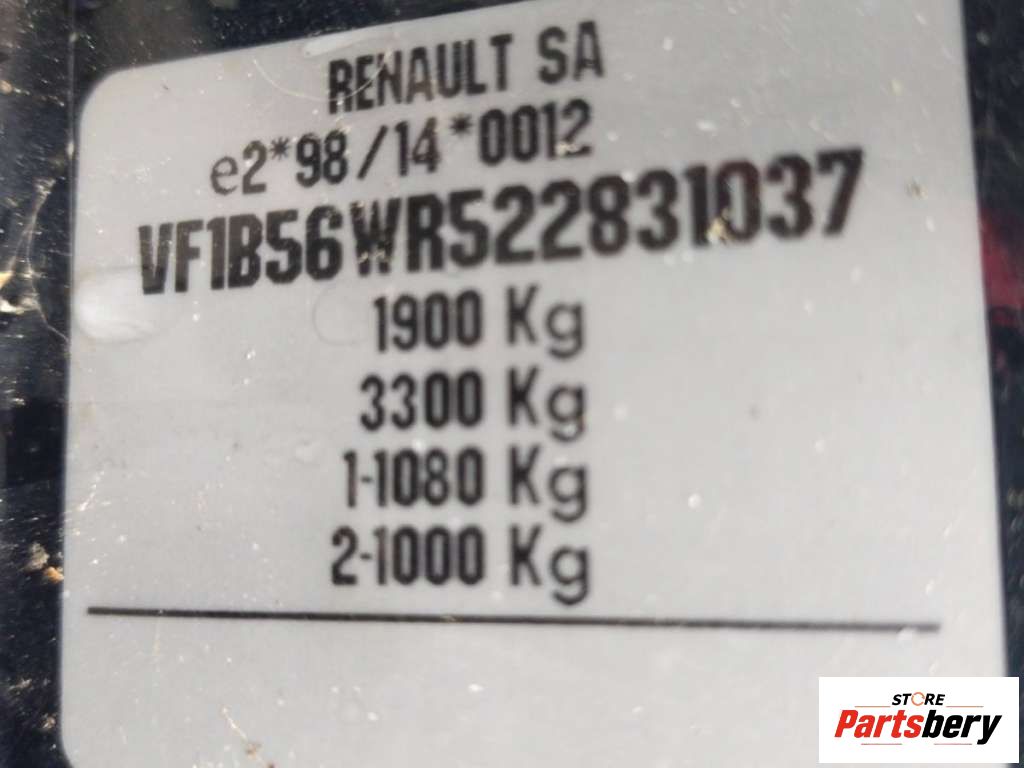 RENAULT SA
e2*98/14*0012
VF1B56WR522831037
1900 Kg
3300 Kg
1-1080 Kg
2-1000 Kg
STORE
Partsbery